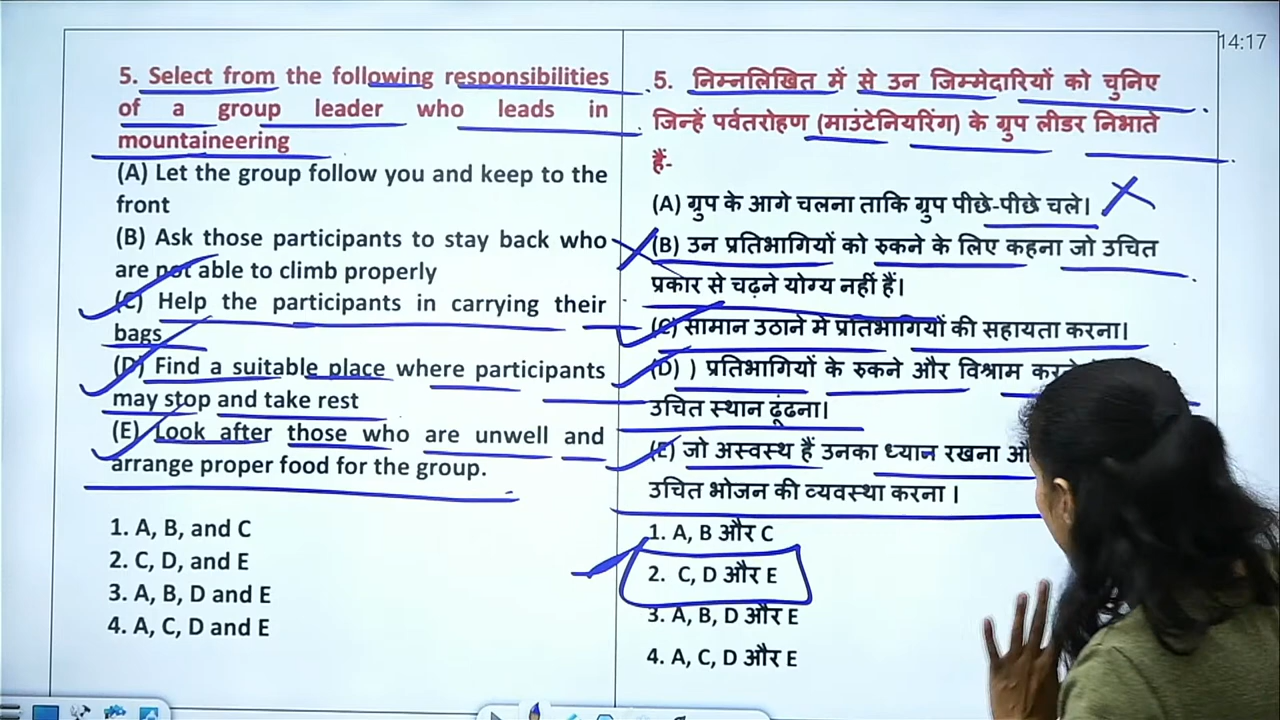 14:17
5. Select from the following responsibilities
of a group leader who leads in
mountaineering
(A) Let the group follow you and keep to the
front
(B) Ask those participants to stay back who
are not able to climb properly
(C) Help the participants in carrying their
bags
(D) Find a suitable place where participants
may stop and take rest
(E) Look after those who are unwell and
arrange proper food for the group.
1. A, B, and C
2. C, D, and E
3. A, B, D and E
4. A, C, D and E
5. निम्नलिखित में से उन जिम्मेदारियों को चुनिए
जिन्हें पर्वतरोहण (माउंटेनियरिंग) के ग्रुप लीडर निभाते
हैं-
(A) ग्रुप के आगे चलना ताकि ग्रुप पीछे-पीछे चले।
(B) उन प्रतिभागियों को रुकने के लिए कहना जो उचित
प्रकार से चढ़ने योग्य नहीं हैं।
(C) सामान उठाने मे प्रतिभागियों की सहायता करना।
(D) ) प्रतिभागियों के रुकने और विश्राम
उचित स्थान ढूंढना।
(E) जो अस्वस्थ हैं उनका ध्यान रखना
उचित भोजन की व्यवस्था करना ।
1. A, B और C
2. C, D और E
3. A, B, D और E
4. A, C, D और E